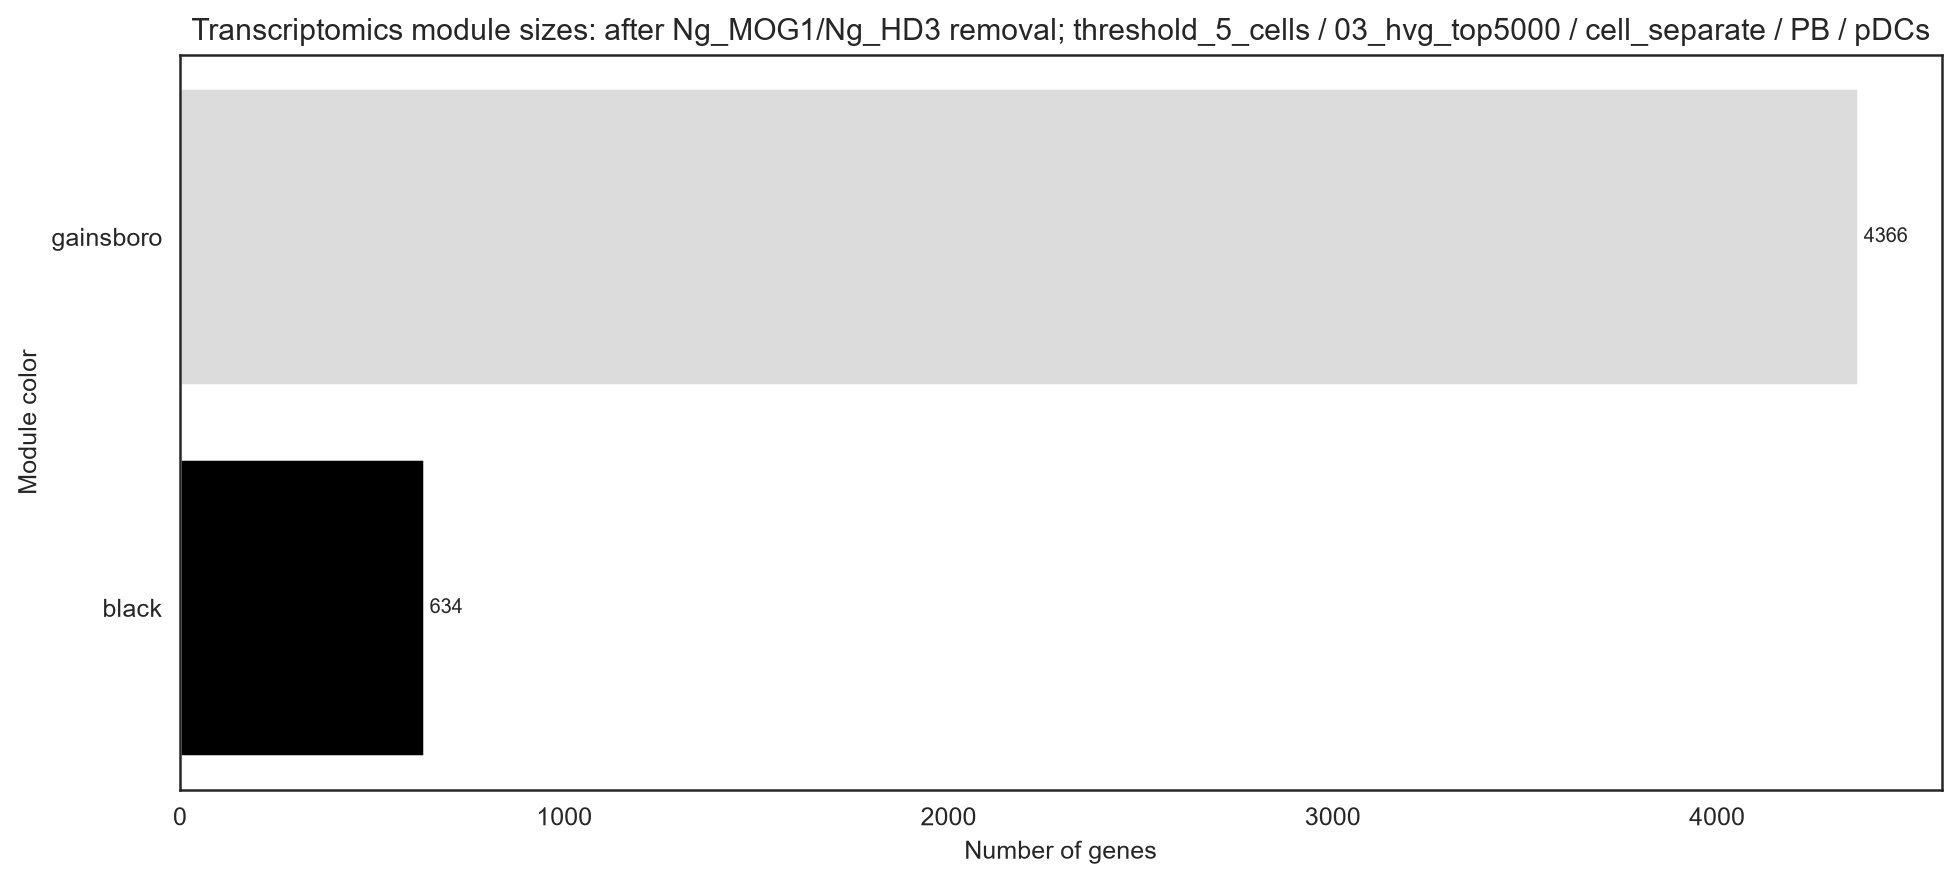 Transcriptomics module sizes: after Ng_MOG1/Ng_HD3 removal; threshold_5_cells / 03_hvg_top5000 / cell_separate / PB / pDCs
gainsboro
4366
Module color
black
634
0 1000 2000 3000 4000
Number of genes